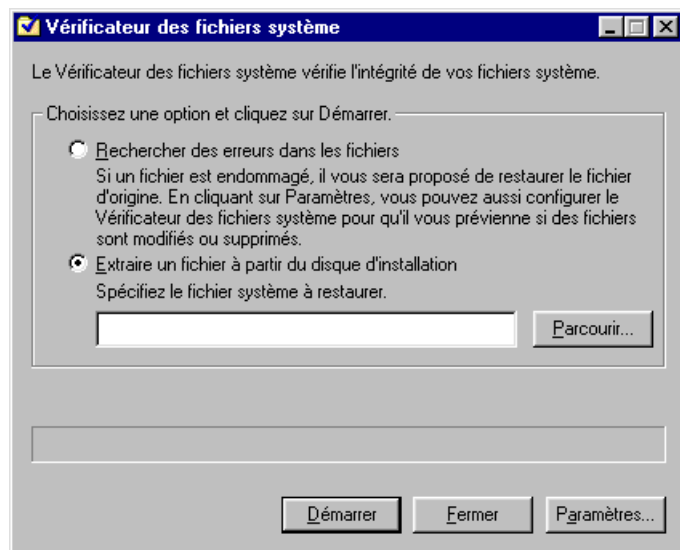 Vérificateur des fichiers système
Le Vérificateur des fichiers système vérifie l'intégrité de vos fichiers système.
Choisissez une option et cliquez sur Démarrer.
Rechercher des erreurs dans les fichiers
Si un fichier est endommagé, il vous sera proposé de restaurer le fichier
d'origine. En cliquant sur Paramètres, vous pouvez aussi configurer le
Vérificateur des fichiers système pour qu'il vous prévienne si des fichiers
sont modifiés ou supprimés.
Extraire un fichier à partir du disque d'installation
Spécifiez le fichier système à restaurer.
Parcourir...
Démarrer Fermer Paramètres...